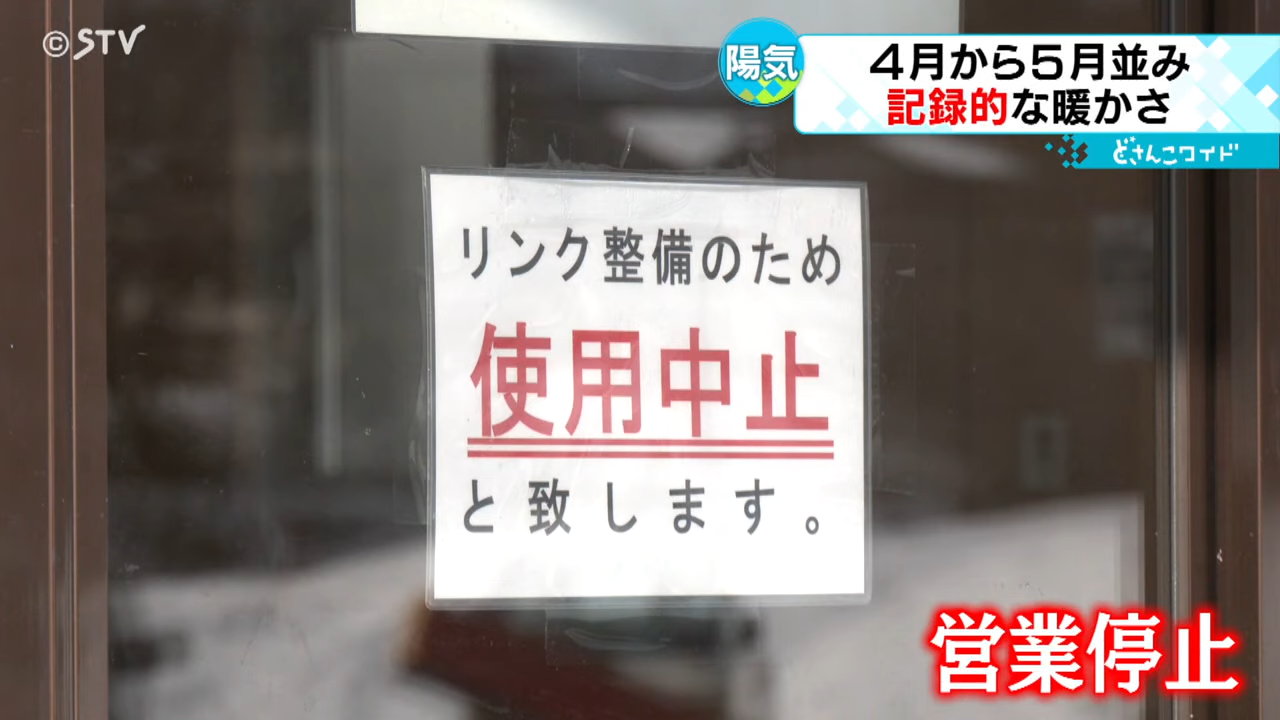 ©STV
陽気
4月から5月並み
記録的な暖かさ
どさんこワイド
リンク整備のため
使用中止
と致します。
営業停止